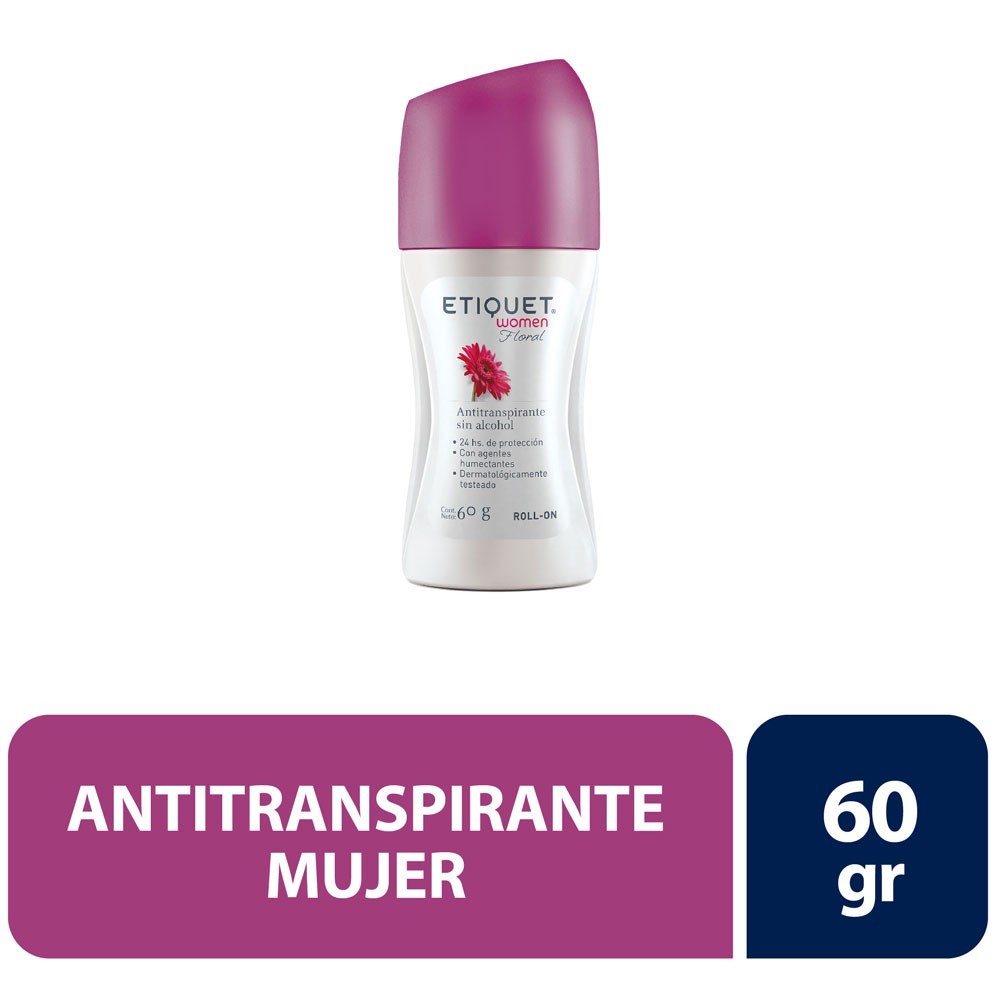 ETIQUET®
women
Floral
Antitranspirante
sin alcohol
• 24 hs. de protección
• Con agentes
humectantes
• Dermatológicamente
testeado
Cont.
Neto: 60 g ROLL-ON
ANTITRANSPIRANTE
MUJER
60
gr